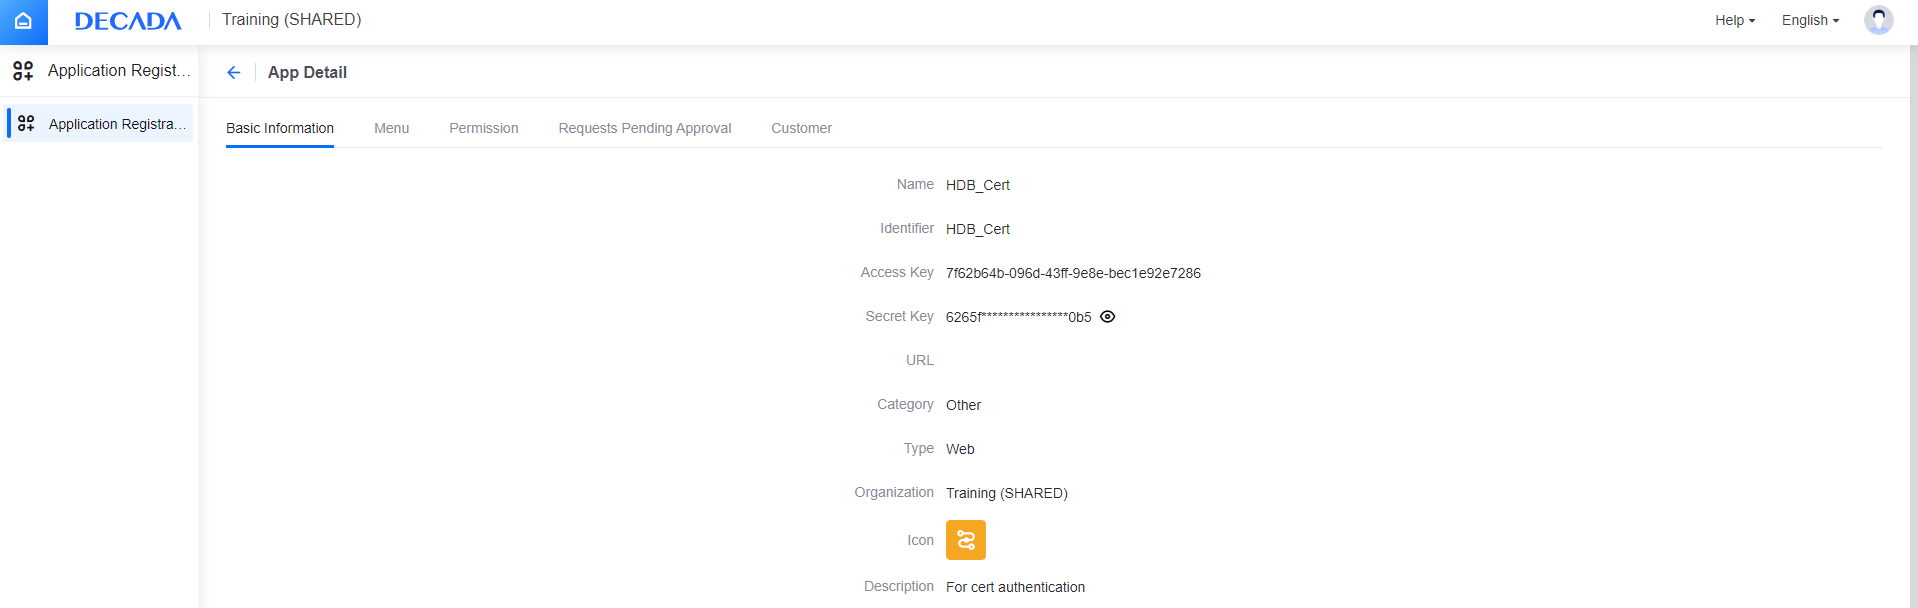 DECADA Training (SHARED) Help English
Application Regist...
App Detail
Application Registra...
Basic Information Menu Permission Requests Pending Approval Customer
Name HDB_Cert
Identifier HDB_Cert
Access Key 7f62b64b-096d-43ff-9e8e-bec1e92e7286
Secret Key 6265f****************0b5
URL
Category Other
Type Web
Organization Training (SHARED)
Icon
Description For cert authentication